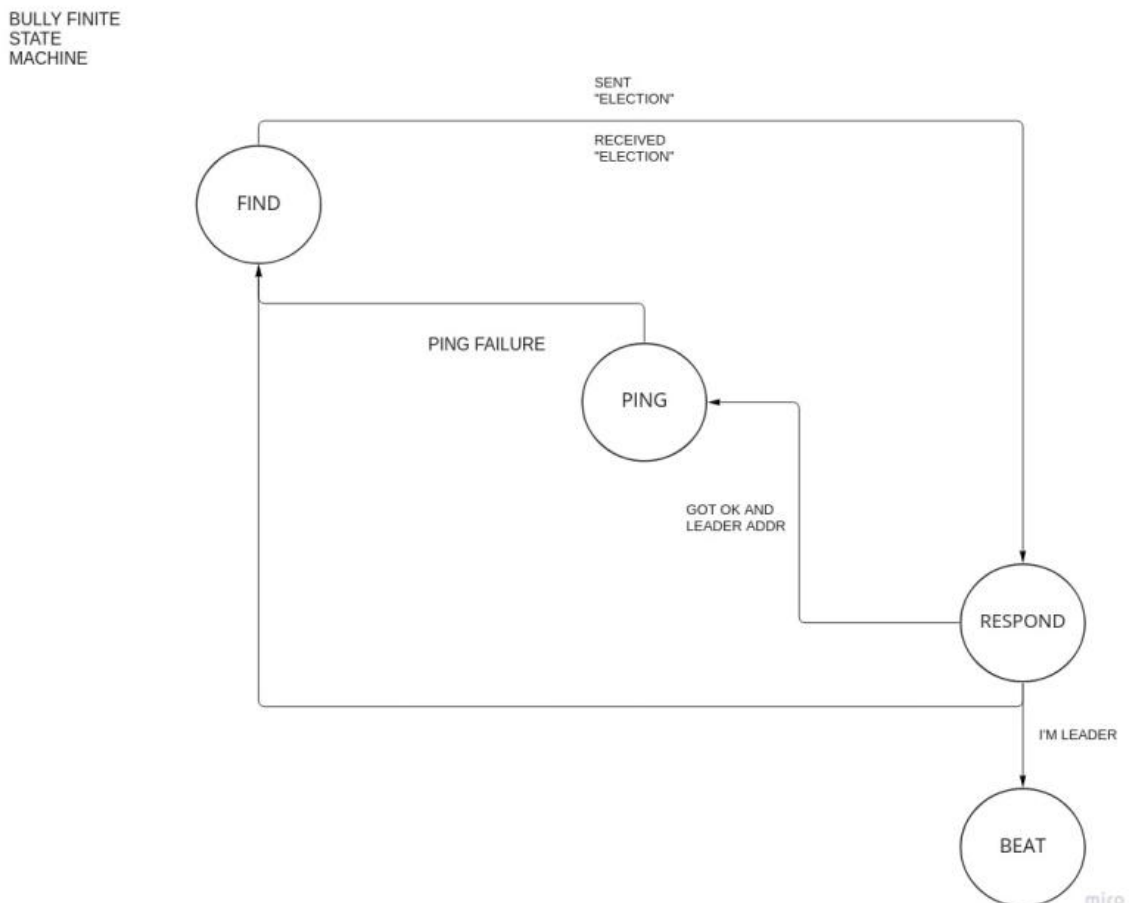 BULLY FINITE
STATE
MACHINE
SENT
"ELECTION"
RECEIVED
"ELECTION"
FIND
PING FAILURE
PING
GOT OK AND
LEADER ADDR
RESPOND
I'M LEADER
BEAT
miro